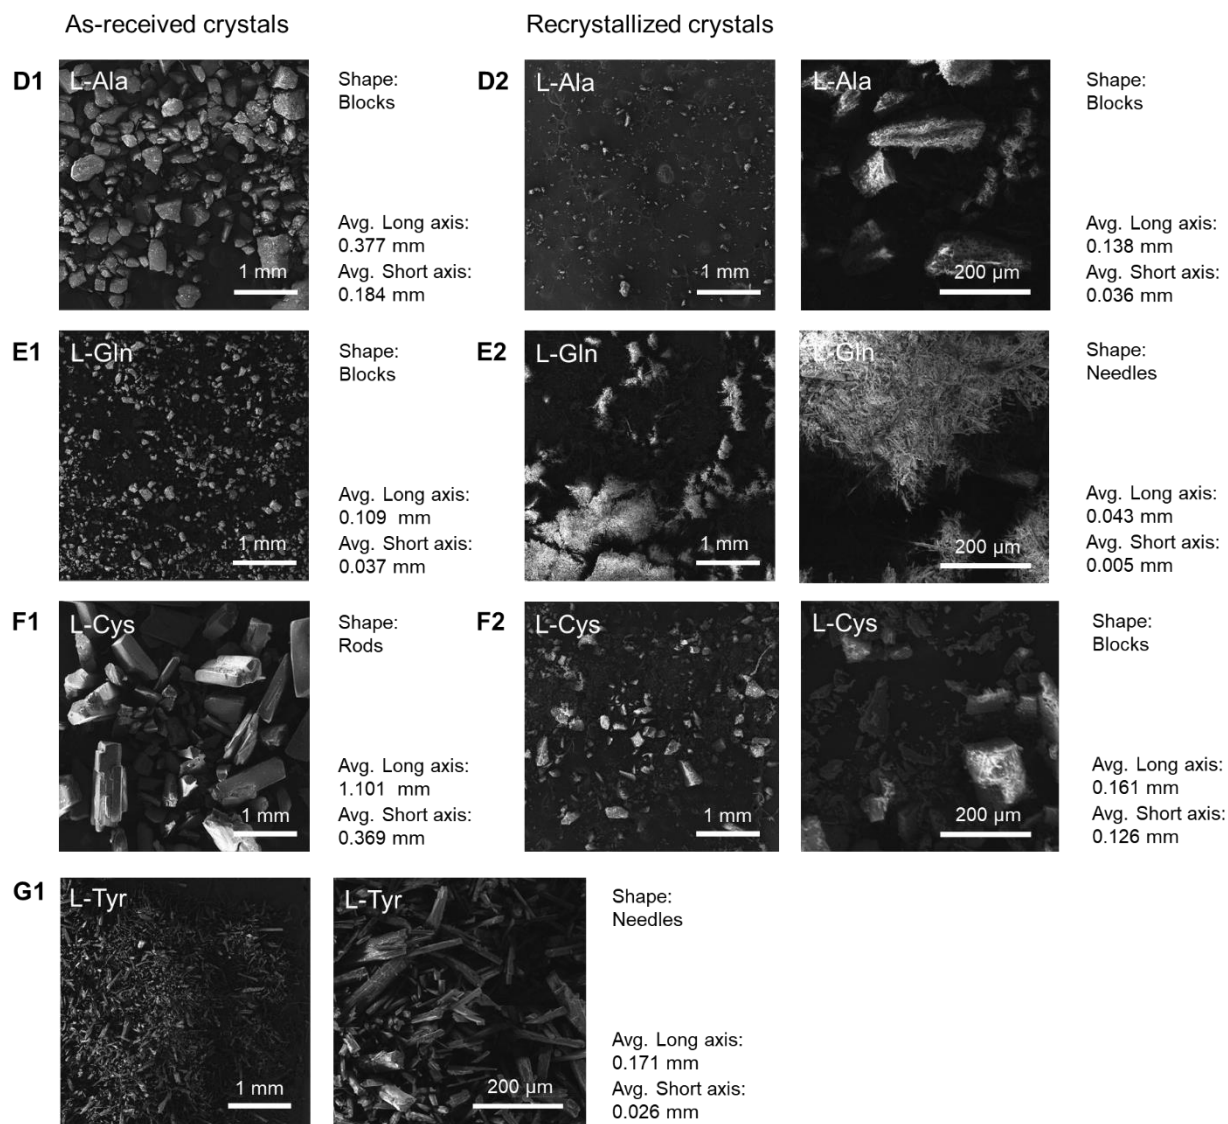 As-received crystals
Recrystallized crystals
D1
L-Ala
1 mm
Shape:
Blocks
Avg. Long axis:
0.377 mm
Avg. Short axis:
0.184 mm
D2
L-Ala
1 mm
L-Ala
200 µm
Shape:
Blocks
Avg. Long axis:
0.138 mm
Avg. Short axis:
0.036 mm
E1
L-Gln
1 mm
Shape:
Blocks
Avg. Long axis:
0.109 mm
Avg. Short axis:
0.037 mm
E2
L-Gln
1 mm
L-Gln
200 µm
Shape:
Needles
Avg. Long axis:
0.043 mm
Avg. Short axis:
0.005 mm
F1
L-Cys
1 mm
Shape:
Rods
Avg. Long axis:
1.101 mm
Avg. Short axis:
0.369 mm
F2
L-Cys
1 mm
L-Cys
200 µm
Shape:
Blocks
Avg. Long axis:
0.161 mm
Avg. Short axis:
0.126 mm
G1
L-Tyr
1 mm
L-Tyr
200 µm
Shape:
Needles
Avg. Long axis:
0.171 mm
Avg. Short axis:
0.026 mm